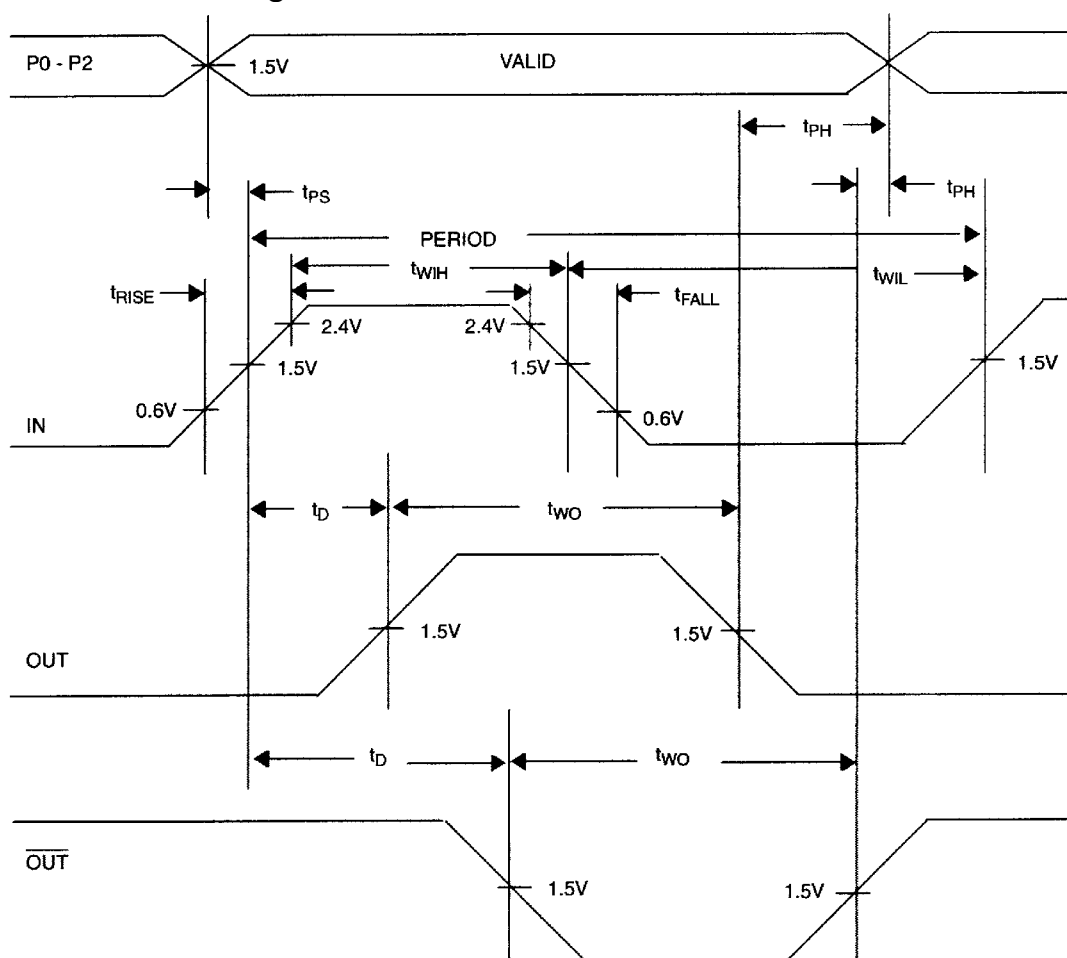 P0 - P2
1.5V
VALID
tPH
tPS
tPH
PERIOD
tRISE
tWIH
tFALL
tWIL
2.4V
2.4V
1.5V
1.5V
1.5V
0.6V
0.6V
IN
tD
tWO
1.5V
1.5V
OUT
tD
tWO
OUT
1.5V
1.5V